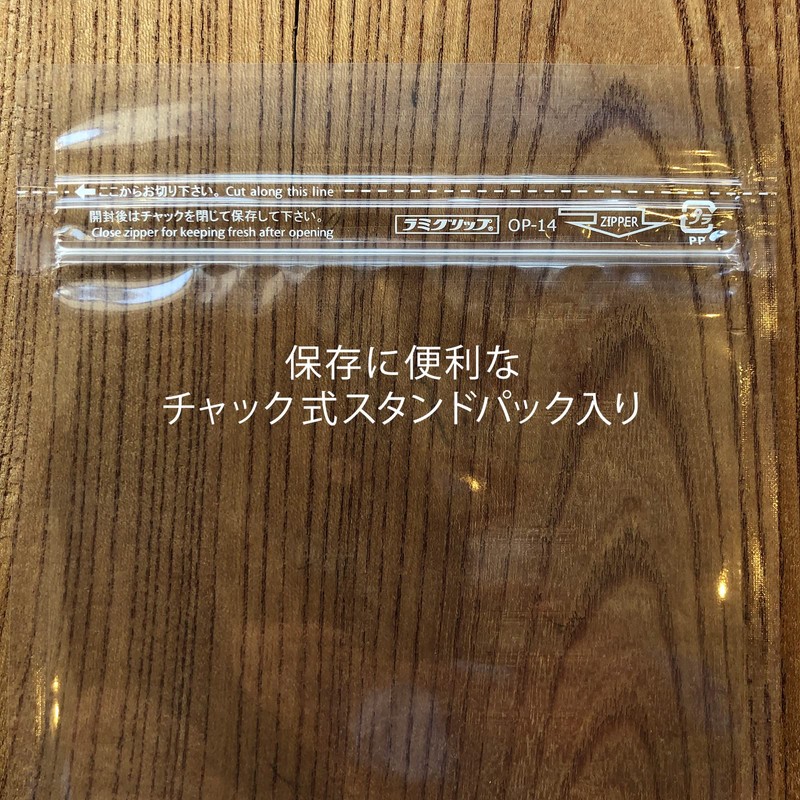 ここからお切り下さい。 Cut along this line
開封後はチャックを閉じて保存して下さい。
Close zipper for keeping fresh after opening
ラミグリップ® OP-14 ZIPPER プラ
PP
保存に便利な
チャック式スタンドパック入り